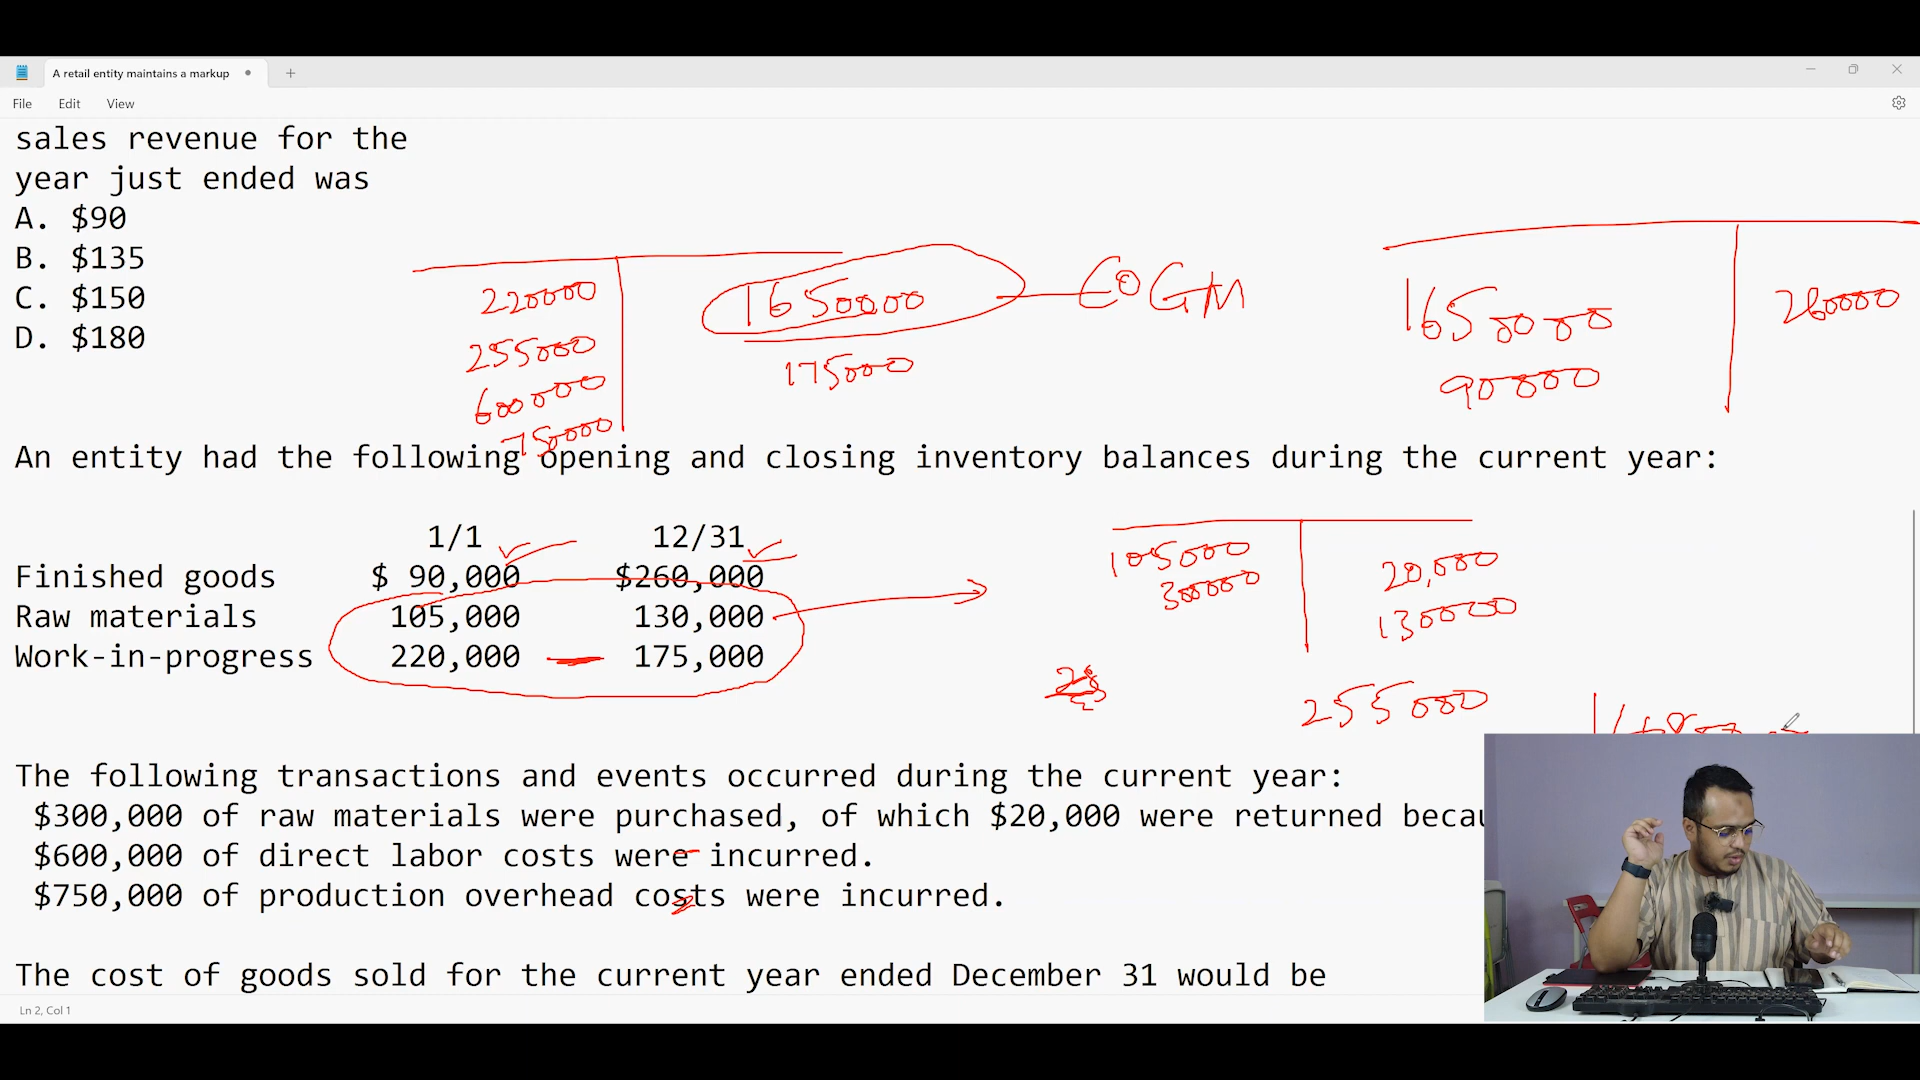 A retail entity maintains a markup
File Edit View
sales revenue for the
year just ended was
A. $90
B. $135
C. $150
D. $180
220000
255000
600000
750000
1650000
175000
COGM
1650000
90000
260000
An entity had the following opening and closing inventory balances during the current year:
1/1 12/31
Finished goods $ 90,000 $260,000
Raw materials 105,000 130,000
Work-in-progress 220,000 175,000
105000
300000
20,000
130000
255000
The following transactions and events occurred during the current year:
$300,000 of raw materials were purchased, of which $20,000 were returned becau
$600,000 of direct labor costs were incurred.
$750,000 of production overhead costs were incurred.
The cost of goods sold for the current year ended December 31 would be
Ln 2, Col 1